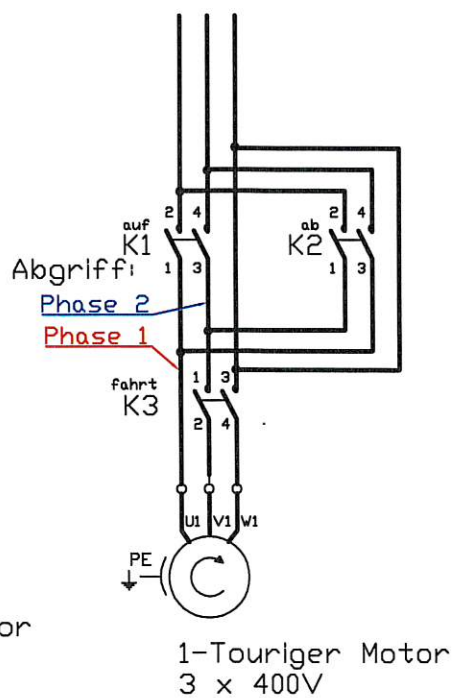 2 4 2 4
auf ab
K1 K2
1 3 1 3
Abgriff:
Phase 2
Phase 1
fahrt 1 3
K3
2 4
U1 V1 W1
PE
or
1-Touriger Motor
3 x 400V